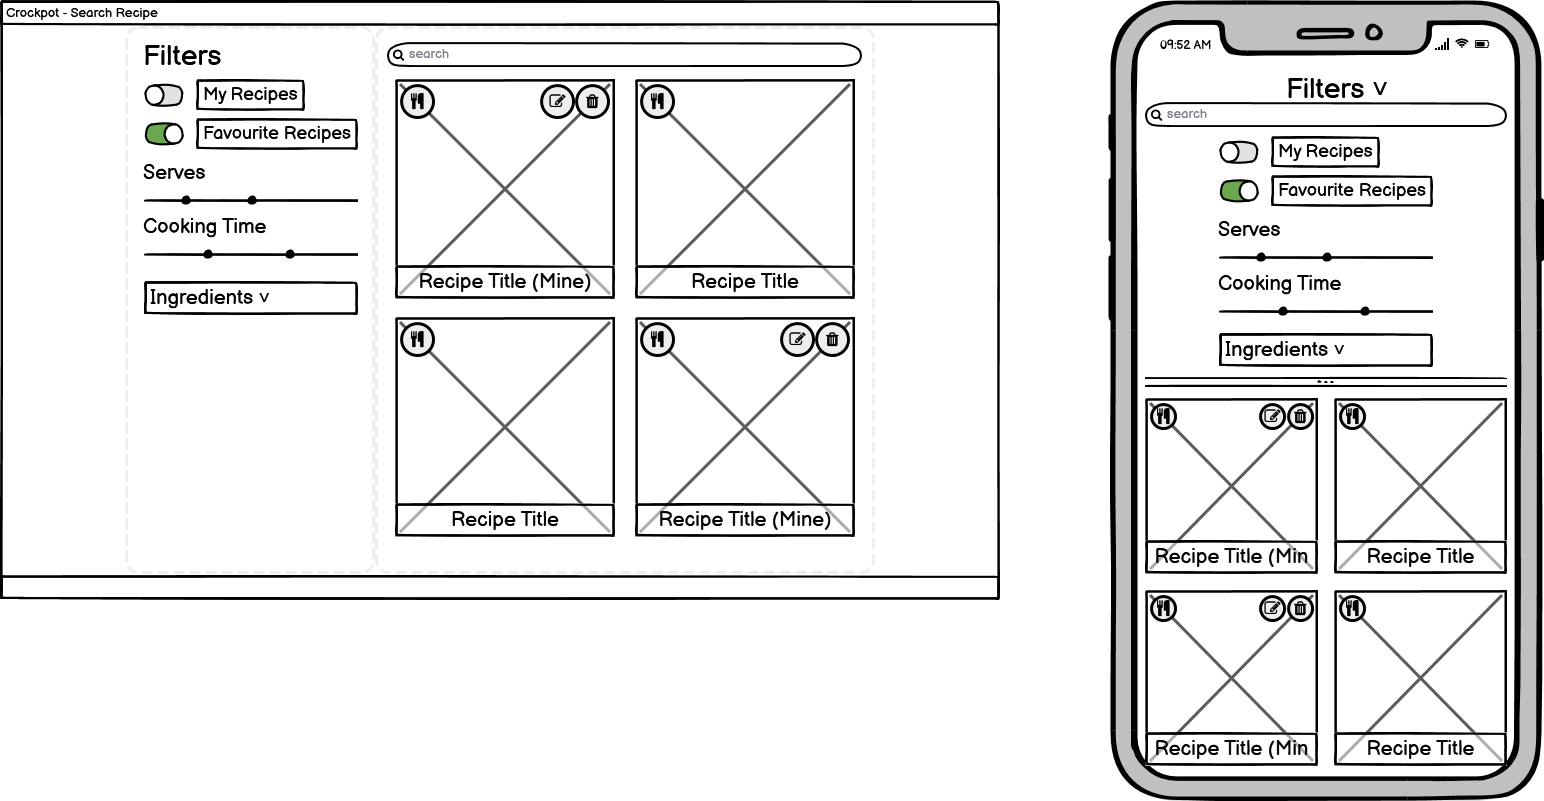 Crockpot - Search Recipe
Filters
My Recipes
Favourite Recipes
Serves
Cooking Time
Ingredients v
search
Recipe Title (Mine)
Recipe Title
Recipe Title
Recipe Title (Mine)
09:52 AM
Filters v
search
My Recipes
Favourite Recipes
Serves
Cooking Time
Ingredients v
...
Recipe Title (Min
Recipe Title
Recipe Title (Min
Recipe Title